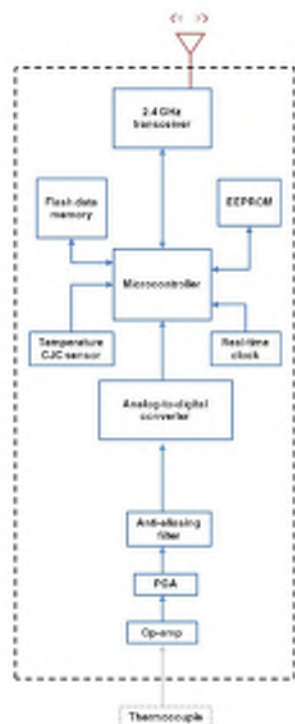 2.4 GHz
transceiver
Flash data
memory
EEPROM
Microcontroller
Temperature
CJC sensor
Real-time
clock
Analog-to-digital
converter
Anti-aliasing
filter
PGA
Op-amp
Thermocouple